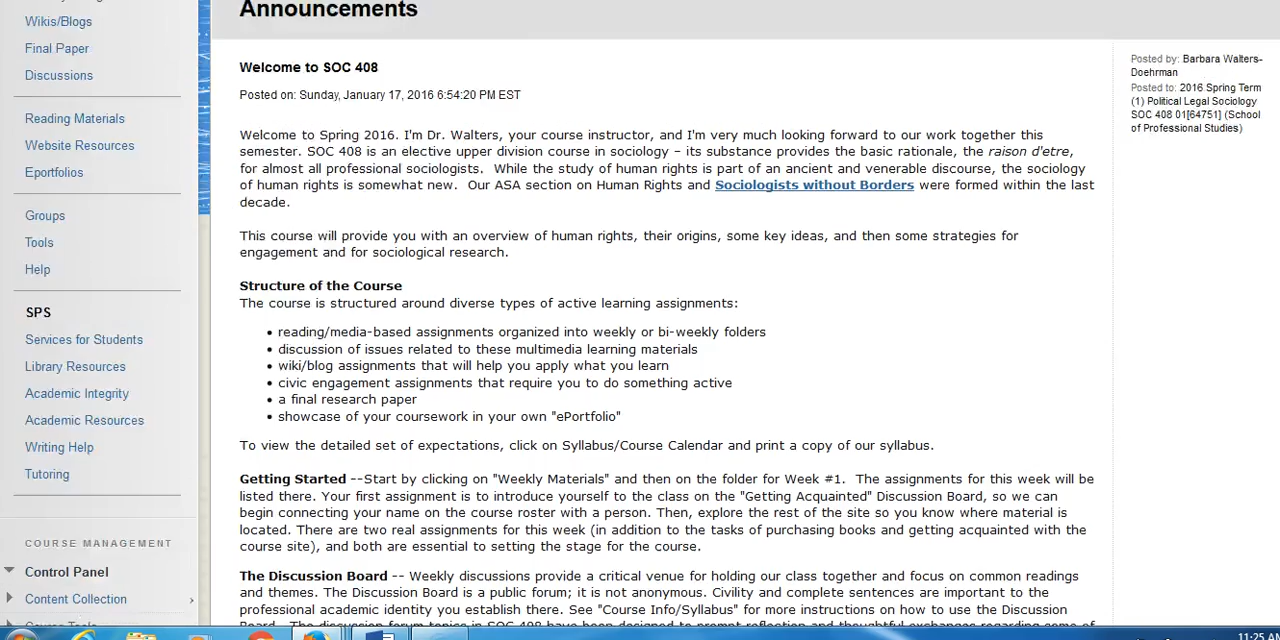 Announcements
Wikis/Blogs
Final Paper
Discussions
Reading Materials
Website Resources
Eportfolios
Groups
Tools
Help
SPS
Services for Students
Library Resources
Academic Integrity
Academic Resources
Writing Help
Tutoring
COURSE MANAGEMENT
Control Panel
Content Collection
Welcome to SOC 408
Posted on: Sunday, January 17, 2016 6:54:20 PM EST
Welcome to Spring 2016. I'm Dr. Walters, your course instructor, and I'm very much looking forward to our work together this
semester. SOC 408 is an elective upper division course in sociology – its substance provides the basic rationale, the raison d'etre,
for almost all professional sociologists.  While the study of human rights is part of an ancient and venerable discourse, the sociology
of human rights is somewhat new.  Our ASA section on Human Rights and Sociologists without Borders were formed within the last
decade.
This course will provide you with an overview of human rights, their origins, some key ideas, and then some strategies for
engagement and for sociological research.
Structure of the Course
The course is structured around diverse types of active learning assignments:
• reading/media-based assignments organized into weekly or bi-weekly folders
• discussion of issues related to these multimedia learning materials
• wiki/blog assignments that will help you apply what you learn
• civic engagement assignments that require you to do something active
• a final research paper
• showcase of your coursework in your own "ePortfolio"
To view the detailed set of expectations, click on Syllabus/Course Calendar and print a copy of our syllabus.
Getting Started --Start by clicking on "Weekly Materials" and then on the folder for Week #1.  The assignments for this week will be
listed there. Your first assignment is to introduce yourself to the class on the "Getting Acquainted" Discussion Board, so we can
begin connecting your name on the course roster with a person. Then, explore the rest of the site so you know where material is
located. There are two real assignments for this week (in addition to the tasks of purchasing books and getting acquainted with the
course site), and both are essential to setting the stage for the course.
The Discussion Board -- Weekly discussions provide a critical venue for holding our class together and focus on common readings
and themes. The Discussion Board is a public forum; it is not anonymous. Civility and complete sentences are important to the
professional academic identity you establish there. See "Course Info/Syllabus" for more instructions on how to use the Discussion
Posted by: Barbara Walters-
Doehrman
Posted to: 2016 Spring Term
(1) Political Legal Sociology
SOC 408 01[64751] (School
of Professional Studies)
11:25 AM